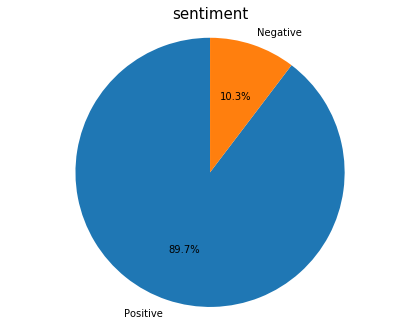 sentiment
Negative
10.3%
89.7%
Positive